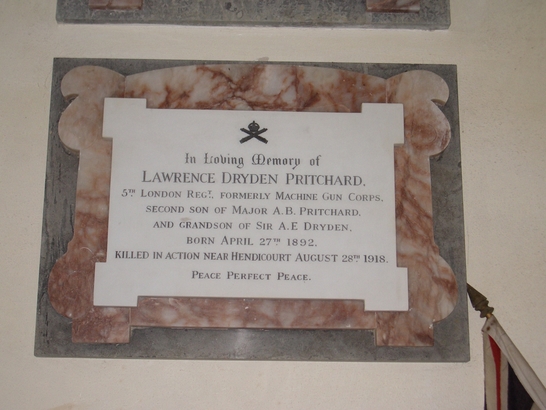 In Loving Memory of
LAWRENCE DRYDEN PRITCHARD,
5TH LONDON REGT, FORMERLY MACHINE GUN CORPS,
SECOND SON OF MAJOR A.B. PRITCHARD,
AND GRANDSON OF SIR A.E DRYDEN,
BORN APRIL 27TH 1892.
KILLED IN ACTION NEAR HENDICOURT AUGUST 28TH 1918.
PEACE PERFECT PEACE.